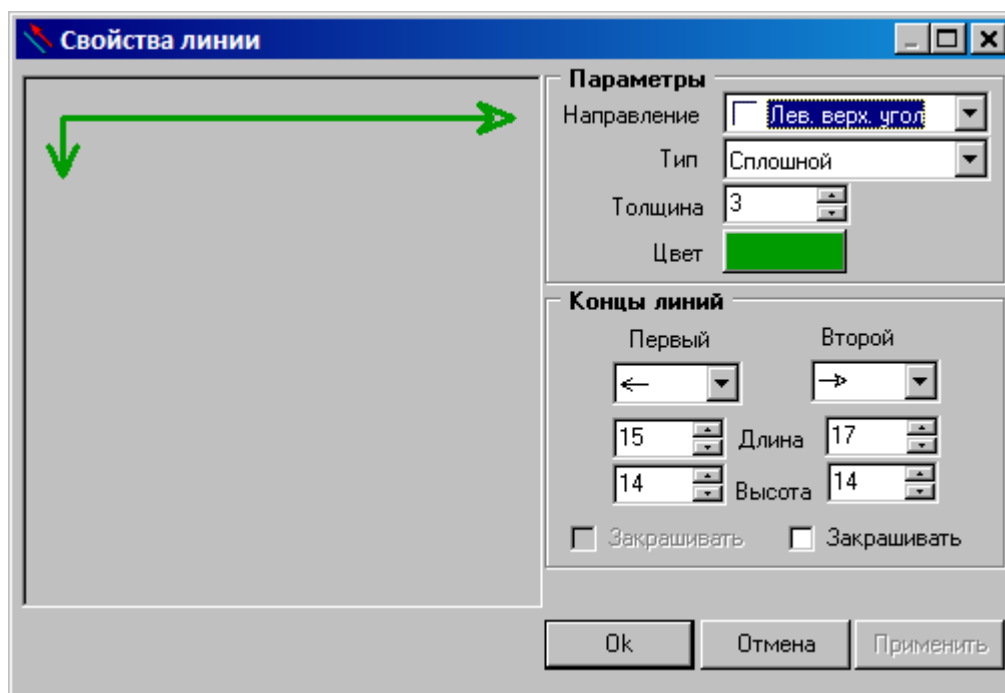 Свойства линии
Параметры
Направление Лев. верх. угол
Тип Сплошной
Толщина 3
Цвет
Концы линий
Первый Второй
15 Длина 17
14 Высота 14
Закрашивать Закрашивать
Ok Отмена Применить